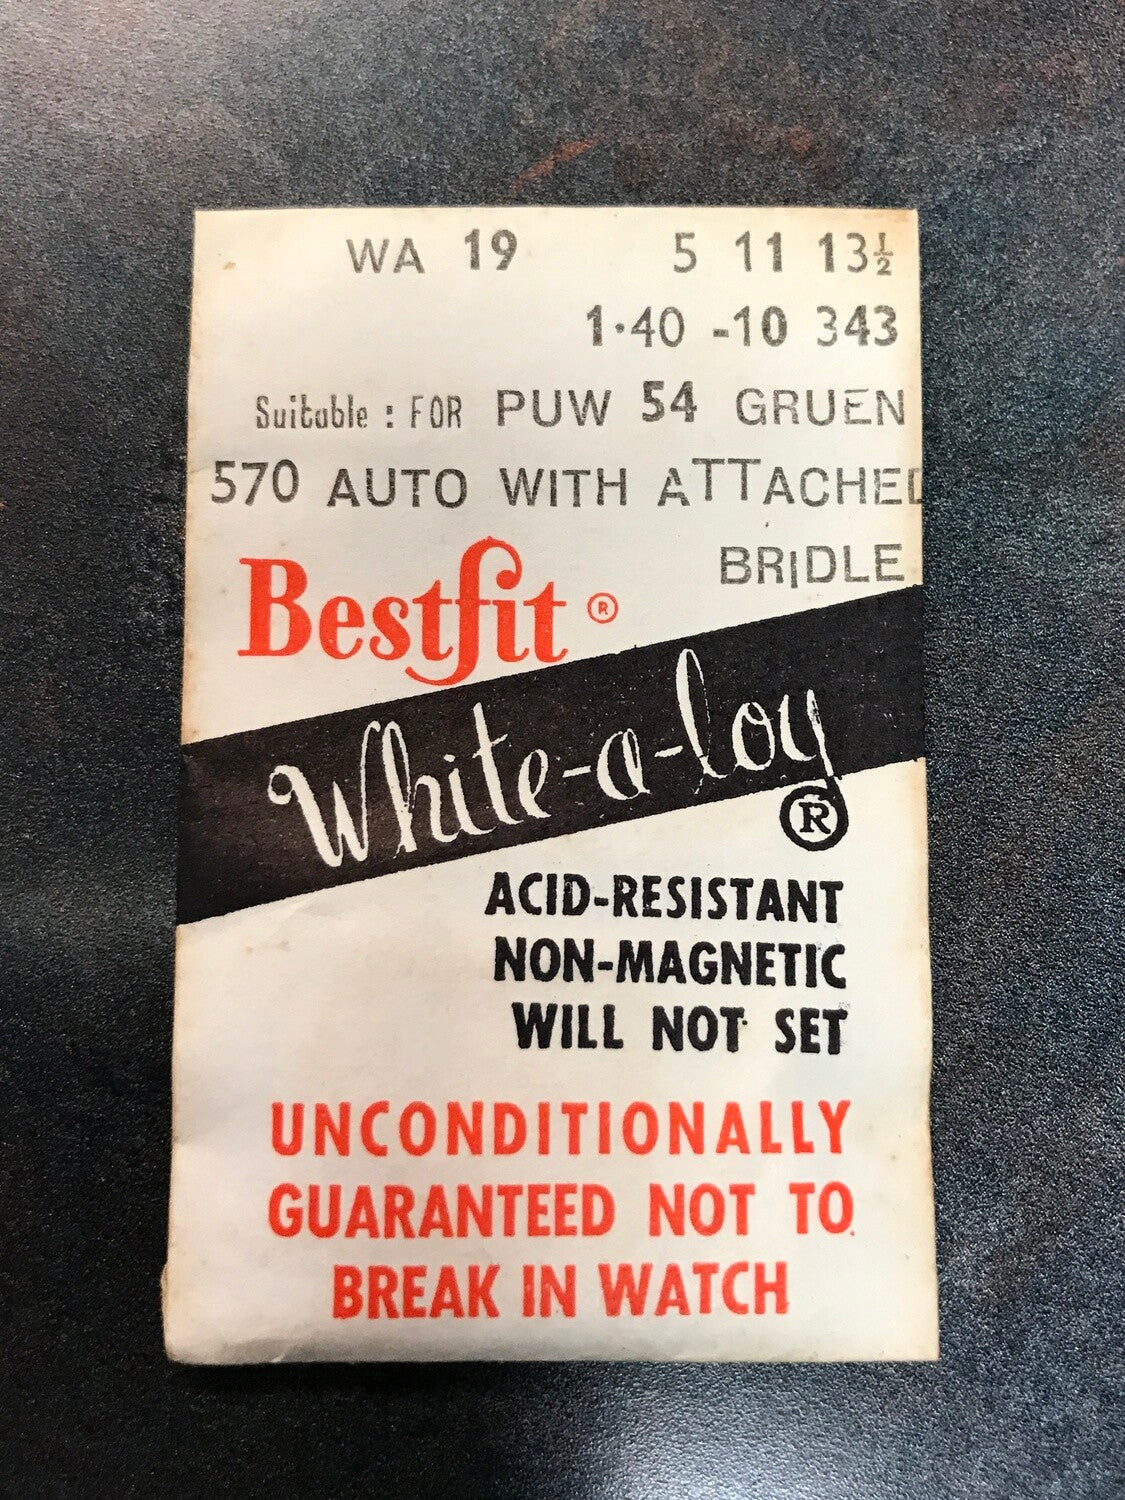 WA 19 5 11 13½
1·40 -10 343
Suitable : FOR PUW 54 GRUEN
570 AUTO WITH ATTACHED
BRIDLE
Bestfit ®
White-a-loy ®
ACID-RESISTANT
NON-MAGNETIC
WILL NOT SET
UNCONDITIONALLY
GUARANTEED NOT TO
BREAK IN WATCH